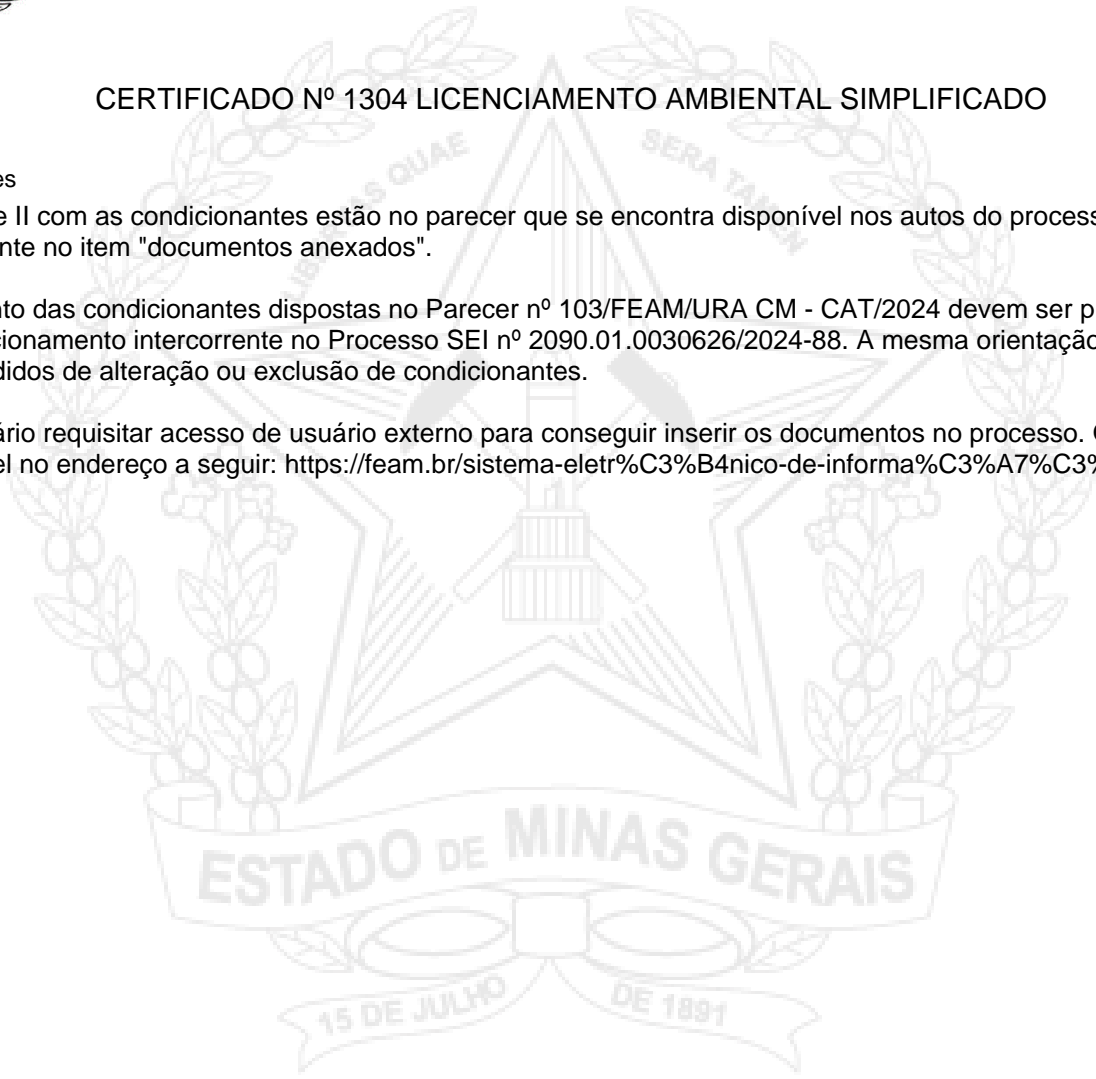 CERTIFICADO Nº 1304 LICENCIAMENTO AMBIENTAL SIMPLIFICADO
es
e II com as condicionantes estão no parecer que se encontra disponível nos autos do process
nte no item "documentos anexados".
nto das condicionantes dispostas no Parecer nº 103/FEAM/URA CM - CAT/2024 devem ser p
cionamento intercorrente no Processo SEI nº 2090.01.0030626/2024-88. A mesma orientação
didos de alteração ou exclusão de condicionantes.
ário requisitar acesso de usuário externo para conseguir inserir os documentos no processo.
el no endereço a seguir: https://feam.br/sistema-eletr%C3%B4nico-de-informa%C3%A7%C3%
LIBERTAS QUAE SERA TAMEN
ESTADO DE MINAS GERAIS
15 DE JULHO DE 1891